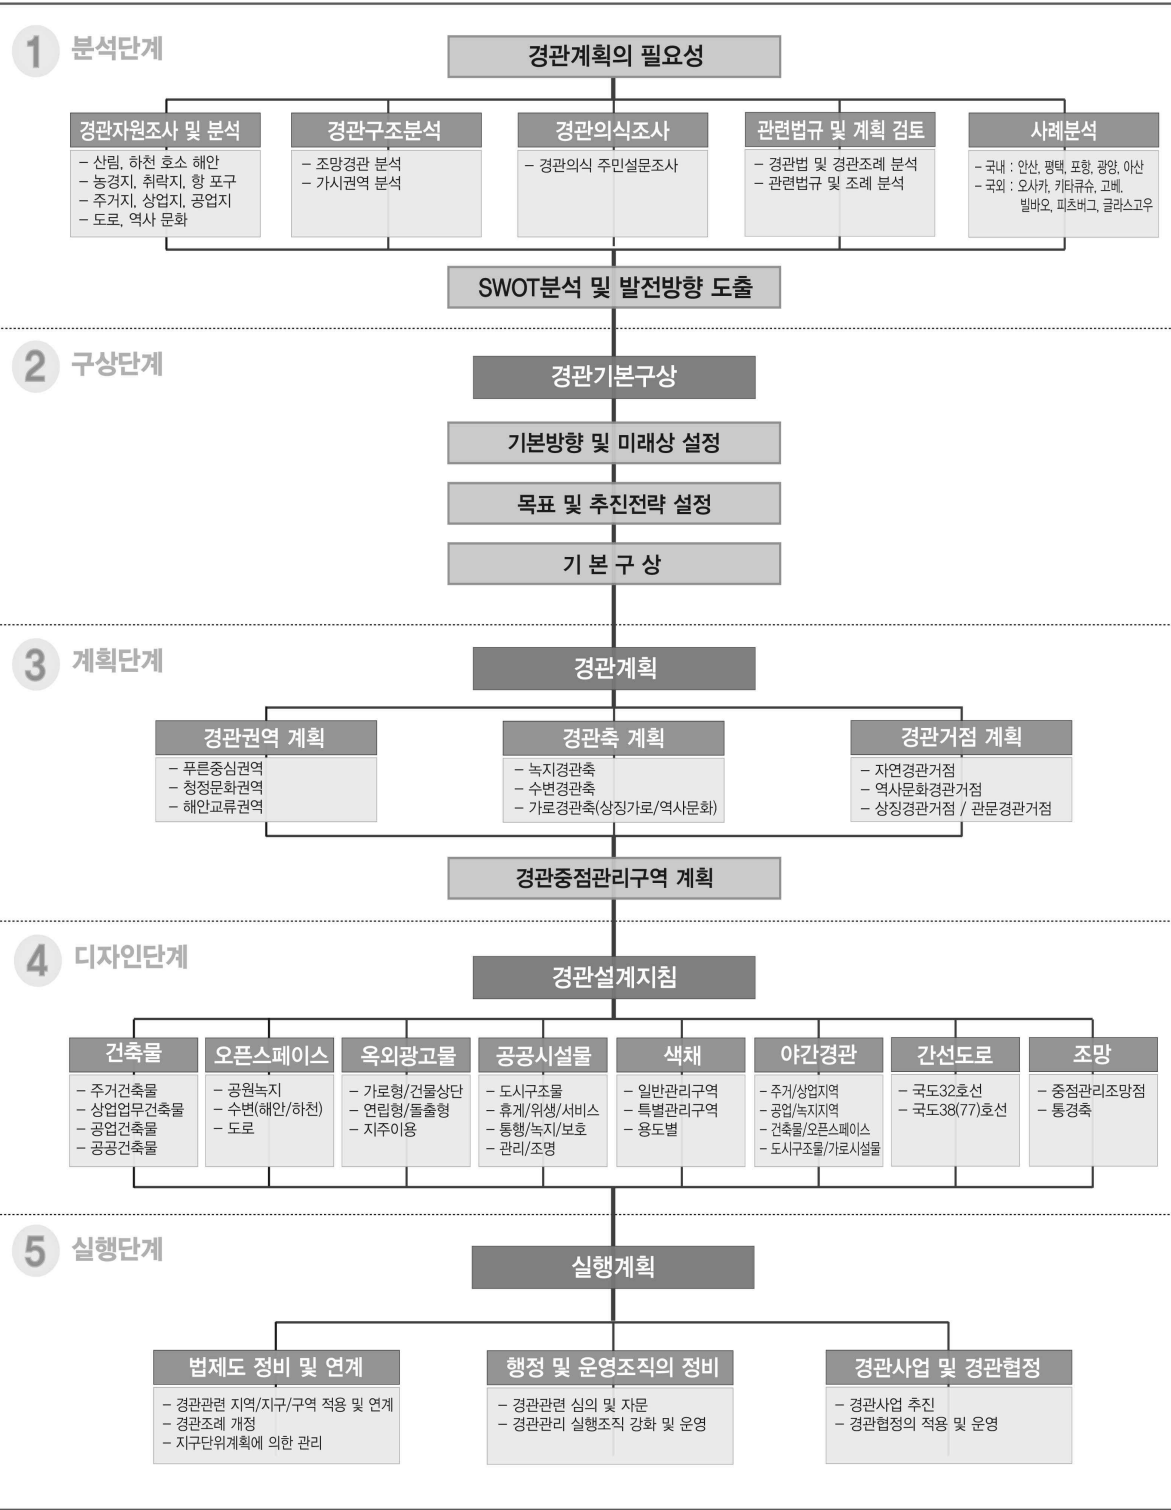 1 분석단계
경관계획의 필요성
경관자원조사 및 분석
– 산림, 하천 호소 해안
– 농경지, 취락지, 항 포구
– 주거지, 상업지, 공업지
– 도로, 역사 문화
경관구조분석
– 조망경관 분석
– 가시권역 분석
경관의식조사
– 경관의식 주민설문조사
관련법규 및 계획 검토
– 경관법 및 경관조례 분석
– 관련법규 및 조례 분석
사례분석
– 국내 : 안산, 평택, 포항, 광양, 아산
– 국외 : 오사카, 키타큐슈, 고베,
빌바오, 피츠버그, 글라스고우
SWOT분석 및 발전방향 도출
2 구상단계
경관기본구상
기본방향 및 미래상 설정
목표 및 추진전략 설정
기 본 구 상
3 계획단계
경관계획
경관권역 계획
– 푸른중심권역
– 청정문화권역
– 해안교류권역
경관축 계획
– 녹지경관축
– 수변경관축
– 가로경관축(상징가로/역사문화)
경관거점 계획
– 자연경관거점
– 역사문화경관거점
– 상징경관거점 / 관문경관거점
경관중점관리구역 계획
4 디자인단계
경관설계지침
건축물
– 주거건축물
– 상업업무건축물
– 공업건축물
– 공공건축물
오픈스페이스
– 공원녹지
– 수변(해안/하천)
– 도로
옥외광고물
– 가로형/건물상단
– 연립형/돌출형
– 지주이용
공공시설물
– 도시구조물
– 휴게/위생/서비스
– 통행/녹지/보호
– 관리/조명
색채
– 일반관리구역
– 특별관리구역
– 용도별
야간경관
– 주거/상업지역
– 공업/녹지지역
– 건축물/오픈스페이스
– 도시구조물/가로시설물
간선도로
– 국도32호선
– 국도38(77)호선
조망
– 중점관리조망점
– 통경축
5 실행단계
실행계획
법제도 정비 및 연계
– 경관관련 지역/지구/구역 적용 및 연계
– 경관조례 개정
– 지구단위계획에 의한 관리
행정 및 운영조직의 정비
– 경관관련 심의 및 자문
– 경관관리 실행조직 강화 및 운영
경관사업 및 경관협정
– 경관사업 추진
– 경관협정의 적용 및 운영